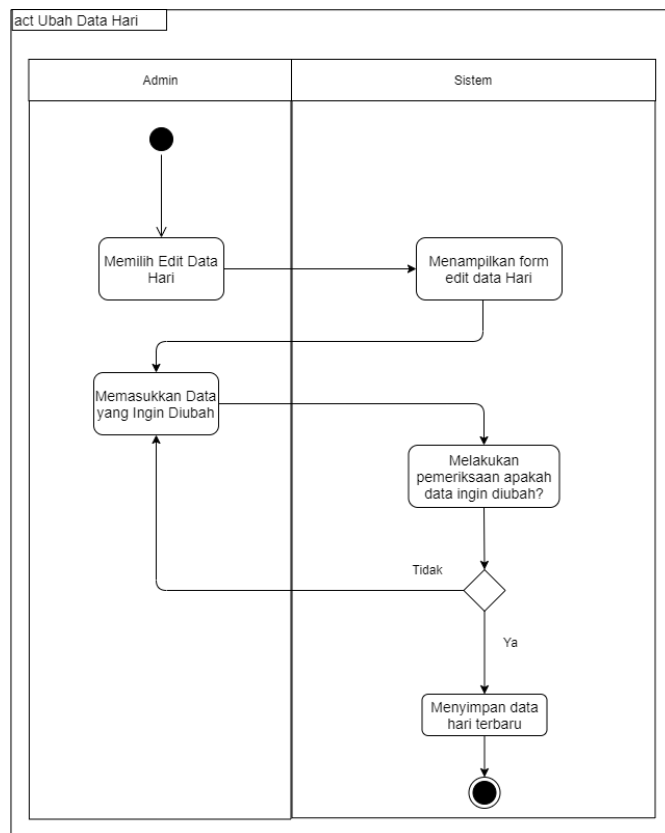 act Ubah Data Hari
Admin
Sistem
Memilih Edit Data
Hari
Menampilkan form
edit data Hari
Memasukkan Data
yang Ingin Diubah
Melakukan
pemeriksaan apakah
data ingin diubah?
Tidak
Ya
Menyimpan data
hari terbaru